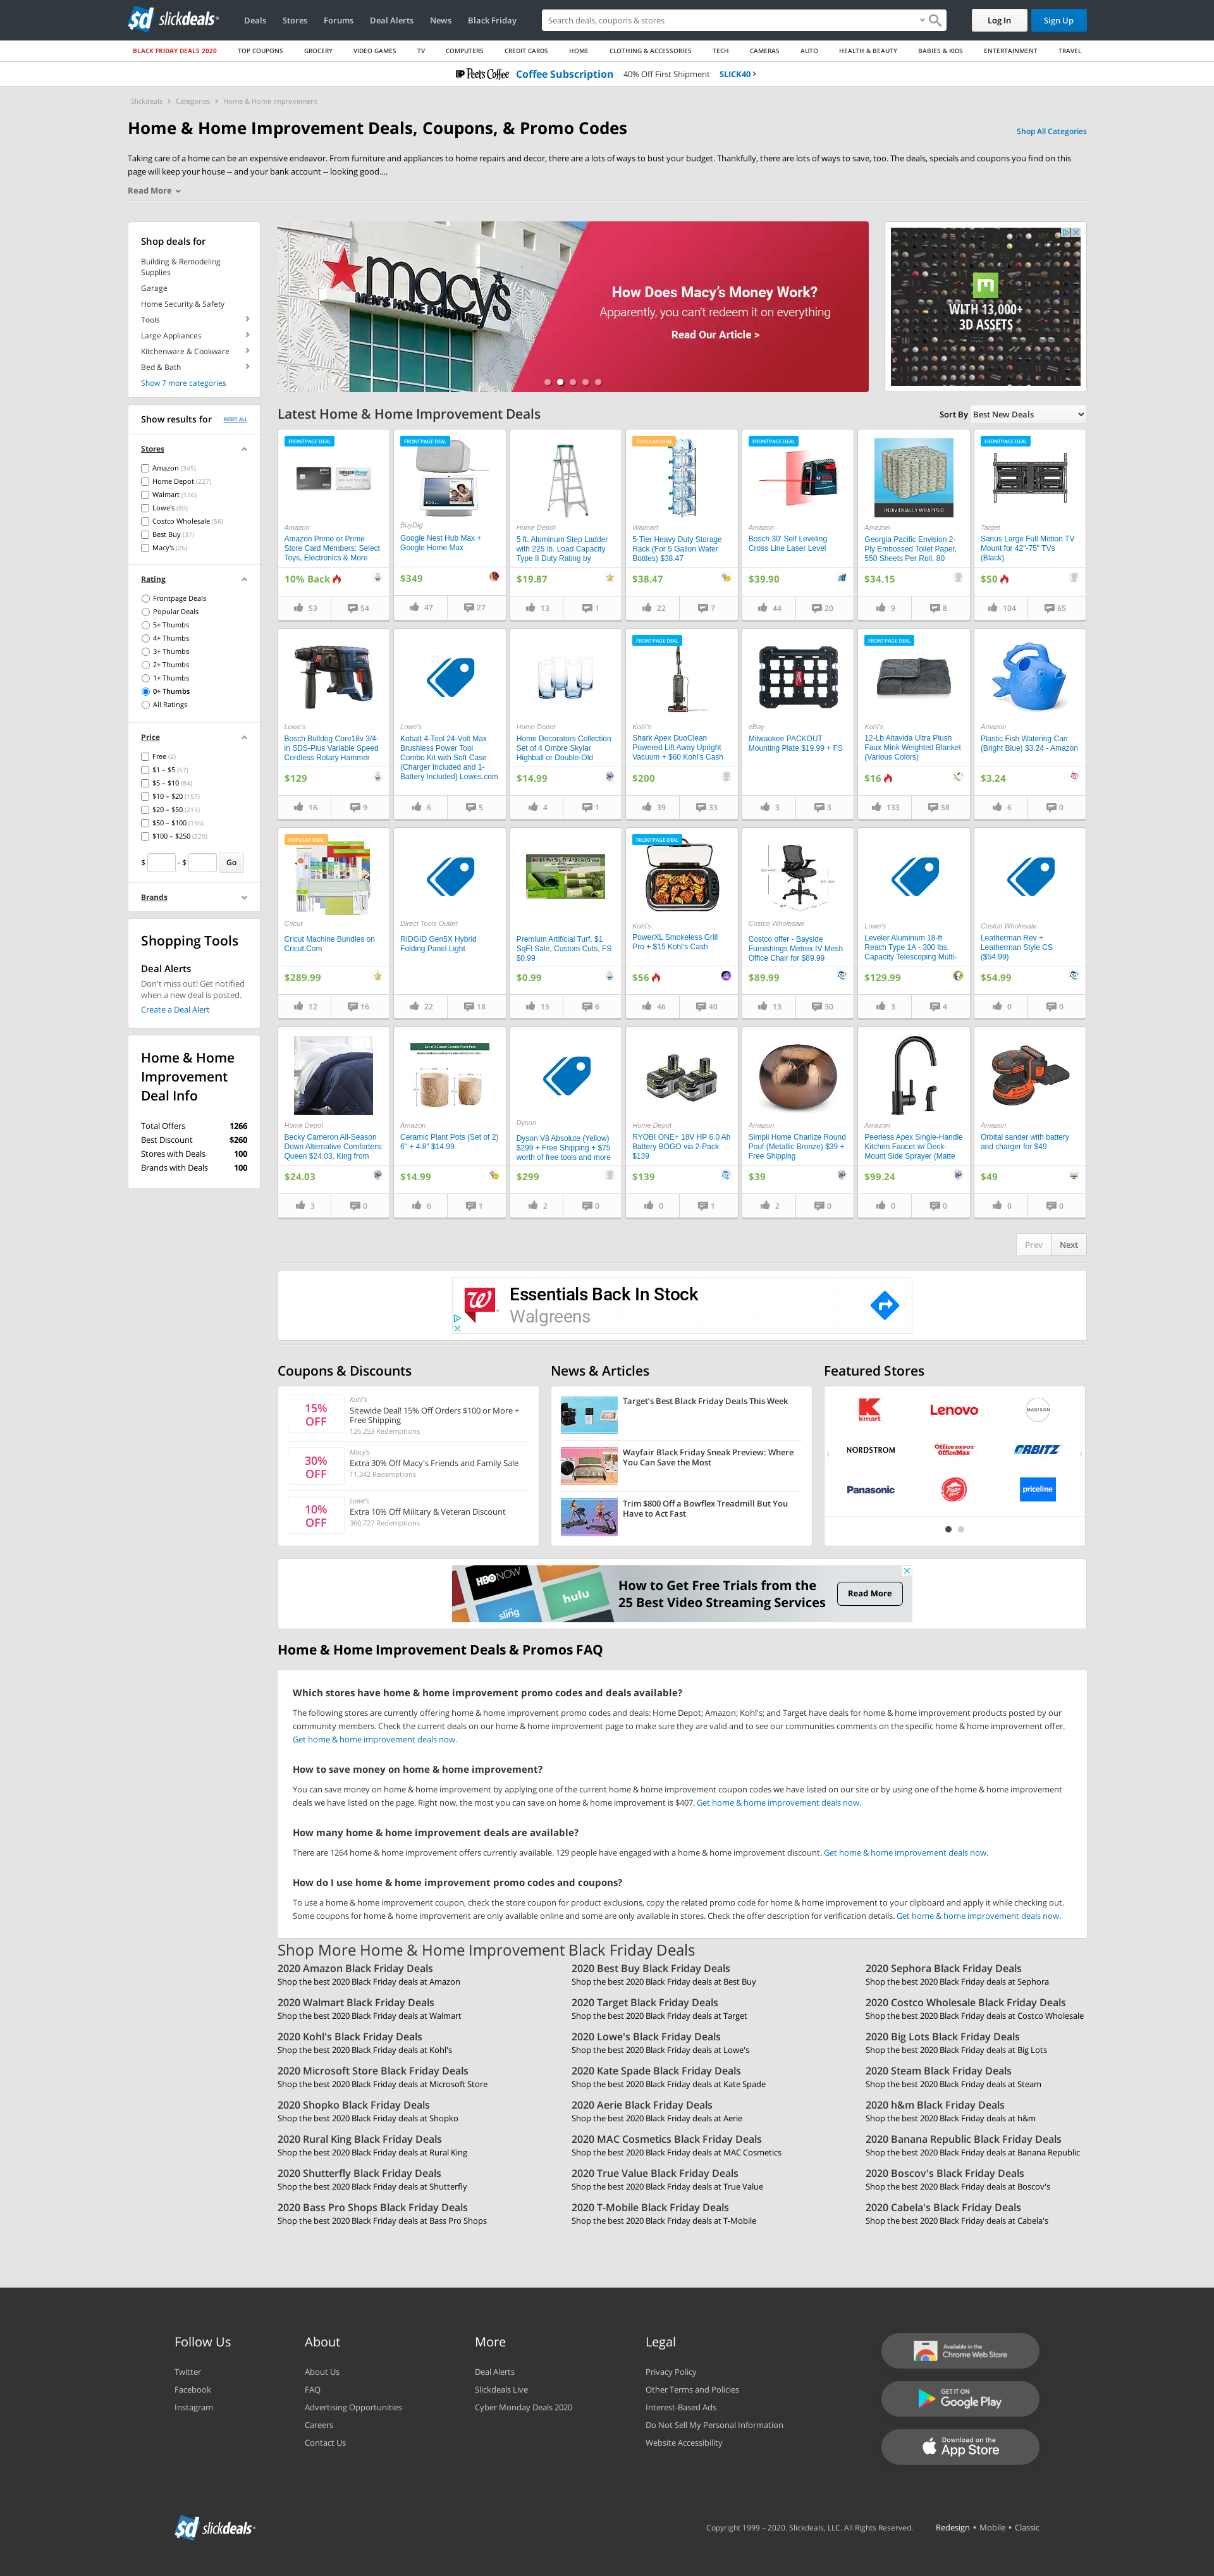 slickdeals
Deals Stores Forums Deal Alerts News Black Friday
Search deals, coupons & stores
Log In Sign Up
BLACK FRIDAY DEALS 2020 TOP COUPONS GROCERY VIDEO GAMES TV COMPUTERS CREDIT CARDS HOME CLOTHING & ACCESSORIES TECH CAMERAS AUTO HEALTH & BEAUTY BABIES & KIDS ENTERTAINMENT TRAVEL
Peet's Coffee Coffee Subscription 40% Off First Shipment SLICK40 ›
Slickdeals › Categories › Home & Home Improvement
Home & Home Improvement Deals, Coupons, & Promo Codes
Shop All Categories
Taking care of a home can be an expensive endeavor. From furniture and appliances to home repairs and decor, there are a lots of ways to bust your budget. Thankfully, there are lots of ways to save, too. The deals, specials and coupons you find on this
page will keep your house -- and your bank account -- looking good....
Read More
Shop deals for
Building & Remodeling
Supplies
Garage
Home Security & Safety
Tools
Large Appliances
Kitchenware & Cookware
Bed & Bath
Show 7 more categories
Show results for RESET ALL
Stores
Amazon (345)
Home Depot (227)
Walmart (136)
Lowe's (80)
Costco Wholesale (56)
Best Buy (37)
Macy's (26)
Rating
Frontpage Deals
Popular Deals
5+ Thumbs
4+ Thumbs
3+ Thumbs
2+ Thumbs
1+ Thumbs
0+ Thumbs
All Ratings
Price
Free (2)
$1 – $5 (57)
$5 – $10 (84)
$10 – $20 (157)
$20 – $50 (213)
$50 – $100 (196)
$100 – $250 (220)
$ - $ Go
Brands
Shopping Tools
Deal Alerts
Don't miss out! Get notified
when a new deal is posted.
Create a Deal Alert
Home & Home
Improvement
Deal Info
Total Offers 1266
Best Discount $260
Stores with Deals 100
Brands with Deals 100
macy's
MEN'S HOME FURNITURE
How Does Macy's Money Work?
Apparently, you can't redeem it on everything
Read Our Article >
WITH 13,000+
3D ASSETS
Latest Home & Home Improvement Deals
Sort By Best New Deals
FRONTPAGE DEAL
Amazon
Amazon Prime or Prime
Store Card Members: Select
Toys, Electronics & More
10% Back
53 54
FRONTPAGE DEAL
BuyDig
Google Nest Hub Max +
Google Home Max
$349
47 27
Home Depot
5 ft. Aluminum Step Ladder
with 225 lb. Load Capacity
Type II Duty Rating by
$19.87
13 1
POPULAR DEAL
Walmart
5-Tier Heavy Duty Storage
Rack (For 5 Gallon Water
Bottles) $38.47
$38.47
22 7
FRONTPAGE DEAL
Amazon
Bosch 30' Self Leveling
Cross Line Laser Level
$39.90
44 20
INDIVIDUALLY WRAPPED
Amazon
Georgia Pacific Envision 2-
Ply Embossed Toilet Paper,
550 Sheets Per Roll, 80
$34.15
9 8
FRONTPAGE DEAL
Target
Sanus Large Full Motion TV
Mount for 42"-75" TVs
(Black)
$50
104 65
Lowe's
Bosch Bulldog Core18v 3/4-
in SDS-Plus Variable Speed
Cordless Rotary Hammer
$129
16 9
Lowe's
Kobalt 4-Tool 24-Volt Max
Brushless Power Tool
Combo Kit with Soft Case
(Charger Included and 1-
Battery Included) Lowes.com
6 5
Home Depot
Home Decorators Collection
Set of 4 Ombre Skylar
Highball or Double-Old
$14.99
4 1
FRONTPAGE DEAL
Kohl's
Shark Apex DuoClean
Powered Lift Away Upright
Vacuum + $60 Kohl's Cash
$200
39 33
eBay
Milwaukee PACKOUT
Mounting Plate $19.99 + FS
3 3
FRONTPAGE DEAL
Kohl's
12-Lb Altavida Ultra Plush
Faux Mink Weighted Blanket
(Various Colors)
$16
133 58
Amazon
Plastic Fish Watering Can
(Bright Blue) $3.24 - Amazon
$3.24
6 0
POPULAR DEAL
Cricut
Cricut Machine Bundles on
Cricut.Com
$289.99
12 16
Direct Tools Outlet
RIDGID Gen5X Hybrid
Folding Panel Light
22 18
Premium Artificial Turf, $1
SqFt Sale, Custom Cuts, FS
$0.99
$0.99
15 6
FRONTPAGE DEAL
Kohl's
PowerXL Smokeless Grill
Pro + $15 Kohl's Cash
$56
46 40
Costco Wholesale
Costco offer - Bayside
Furnishings Metrex IV Mesh
Office Chair for $89.99
$89.99
13 30
Lowe's
Leveler Aluminum 18-ft
Reach Type 1A - 300 lbs.
Capacity Telescoping Multi-
$129.99
3 4
Costco Wholesale
Leatherman Rev +
Leatherman Style CS
($54.99)
$54.99
0 0
Home Depot
Becky Cameron All-Season
Down Alternative Comforters:
Queen $24.03, King from
$24.03
3 0
Amazon
Ceramic Plant Pots (Set of 2)
6" + 4.8" $14.99
$14.99
6 1
Dyson
Dyson V8 Absolute (Yellow)
$299 + Free Shipping + $75
worth of free tools and more
$299
2 0
Home Depot
RYOBI ONE+ 18V HP 6.0 Ah
Battery BOGO via 2-Pack
$139
$139
0 1
Amazon
Simpli Home Charlize Round
Pouf (Metallic Bronze) $39 +
Free Shipping
$39
2 0
Amazon
Peerless Apex Single-Handle
Kitchen Faucet w/ Deck-
Mount Side Sprayer (Matte
$99.24
0 0
Amazon
Orbital sander with battery
and charger for $49
$49
0 0
Prev Next
Essentials Back In Stock
Walgreens
Coupons & Discounts
15%
OFF
Kohl's
Sitewide Deal! 15% Off Orders $100 or More +
Free Shipping
126,253 Redemptions
30%
OFF
Macy's
Extra 30% Off Macy's Friends and Family Sale
11,342 Redemptions
10%
OFF
Lowe's
Extra 10% Off Military & Veteran Discount
360,727 Redemptions
News & Articles
Target's Best Black Friday Deals This Week
Wayfair Black Friday Sneak Preview: Where
You Can Save the Most
Trim $800 Off a Bowflex Treadmill But You
Have to Act Fast
Featured Stores
kmart Lenovo MADISON
NORDSTROM Office DEPOT OfficeMax ORBITZ
Panasonic Pizza Hut priceline
HBO NOW
sling
hulu
How to Get Free Trials from the
25 Best Video Streaming Services
Read More
Home & Home Improvement Deals & Promos FAQ
Which stores have home & home improvement promo codes and deals available?
The following stores are currently offering home & home improvement promo codes and deals: Home Depot; Amazon; Kohl's; and Target have deals for home & home improvement products posted by our
community members. Check the current deals on our home & home improvement page to make sure they are valid and to see our communities comments on the specific home & home improvement offer.
Get home & home improvement deals now.
How to save money on home & home improvement?
You can save money on home & home improvement by applying one of the current home & home improvement coupon codes we have listed on our site or by using one of the home & home improvement
deals we have listed on the page. Right now, the most you can save on home & home improvement is $407. Get home & home improvement deals now.
How many home & home improvement deals are available?
There are 1264 home & home improvement offers currently available. 129 people have engaged with a home & home improvement discount. Get home & home improvement deals now.
How do I use home & home improvement promo codes and coupons?
To use a home & home improvement coupon, check the store coupon for product exclusions, copy the related promo code for home & home improvement to your clipboard and apply it while checking out.
Some coupons for home & home improvement are only available online and some are only available in stores. Check the offer description for verification details. Get home & home improvement deals now.
Shop More Home & Home Improvement Black Friday Deals
2020 Amazon Black Friday Deals
Shop the best 2020 Black Friday deals at Amazon
2020 Best Buy Black Friday Deals
Shop the best 2020 Black Friday deals at Best Buy
2020 Sephora Black Friday Deals
Shop the best 2020 Black Friday deals at Sephora
2020 Walmart Black Friday Deals
Shop the best 2020 Black Friday deals at Walmart
2020 Target Black Friday Deals
Shop the best 2020 Black Friday deals at Target
2020 Costco Wholesale Black Friday Deals
Shop the best 2020 Black Friday deals at Costco Wholesale
2020 Kohl's Black Friday Deals
Shop the best 2020 Black Friday deals at Kohl's
2020 Lowe's Black Friday Deals
Shop the best 2020 Black Friday deals at Lowe's
2020 Big Lots Black Friday Deals
Shop the best 2020 Black Friday deals at Big Lots
2020 Microsoft Store Black Friday Deals
Shop the best 2020 Black Friday deals at Microsoft Store
2020 Kate Spade Black Friday Deals
Shop the best 2020 Black Friday deals at Kate Spade
2020 Steam Black Friday Deals
Shop the best 2020 Black Friday deals at Steam
2020 Shopko Black Friday Deals
Shop the best 2020 Black Friday deals at Shopko
2020 Aerie Black Friday Deals
Shop the best 2020 Black Friday deals at Aerie
2020 h&m Black Friday Deals
Shop the best 2020 Black Friday deals at h&m
2020 Rural King Black Friday Deals
Shop the best 2020 Black Friday deals at Rural King
2020 MAC Cosmetics Black Friday Deals
Shop the best 2020 Black Friday deals at MAC Cosmetics
2020 Banana Republic Black Friday Deals
Shop the best 2020 Black Friday deals at Banana Republic
2020 Shutterfly Black Friday Deals
Shop the best 2020 Black Friday deals at Shutterfly
2020 True Value Black Friday Deals
Shop the best 2020 Black Friday deals at True Value
2020 Boscov's Black Friday Deals
Shop the best 2020 Black Friday deals at Boscov's
2020 Bass Pro Shops Black Friday Deals
Shop the best 2020 Black Friday deals at Bass Pro Shops
2020 T-Mobile Black Friday Deals
Shop the best 2020 Black Friday deals at T-Mobile
2020 Cabela's Black Friday Deals
Shop the best 2020 Black Friday deals at Cabela's
Follow Us
Twitter
Facebook
Instagram
About
About Us
FAQ
Advertising Opportunities
Careers
Contact Us
More
Deal Alerts
Slickdeals Live
Cyber Monday Deals 2020
Legal
Privacy Policy
Other Terms and Policies
Interest-Based Ads
Do Not Sell My Personal Information
Website Accessibility
Available in the
Chrome Web Store
GET IT ON
Google Play
Download on the
App Store
slickdeals
Copyright 1999 – 2020. Slickdeals, LLC. All Rights Reserved. Redesign • Mobile • Classic